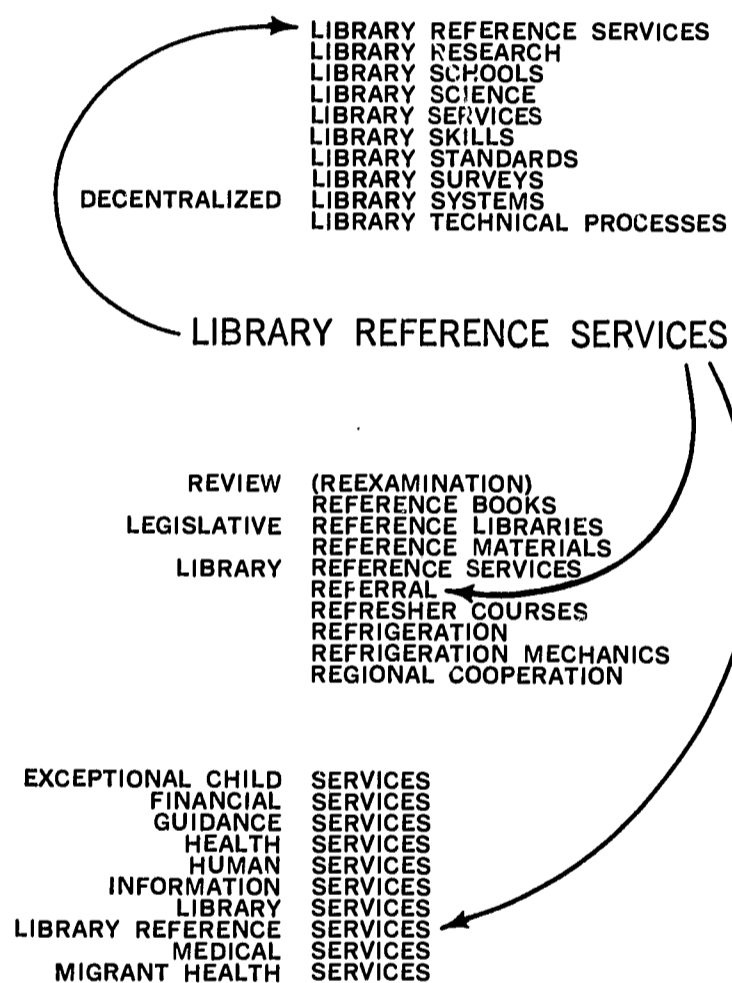 LIBRARY REFERENCE SERVICES
LIBRARY RESEARCH
LIBRARY SCHOOLS
LIBRARY SCIENCE
LIBRARY SERVICES
LIBRARY SKILLS
LIBRARY STANDARDS
LIBRARY SURVEYS
DECENTRALIZED LIBRARY SYSTEMS
LIBRARY TECHNICAL PROCESSES
LIBRARY REFERENCE SERVICES
REVIEW (REEXAMINATION)
REFERENCE BOOKS
LEGISLATIVE REFERENCE LIBRARIES
REFERENCE MATERIALS
LIBRARY REFERENCE SERVICES
REFERRAL
REFRESHER COURSES
REFRIGERATION
REFRIGERATION MECHANICS
REGIONAL COOPERATION
EXCEPTIONAL CHILD SERVICES
FINANCIAL SERVICES
GUIDANCE SERVICES
HEALTH SERVICES
HUMAN SERVICES
INFORMATION SERVICES
LIBRARY SERVICES
LIBRARY REFERENCE SERVICES
MEDICAL SERVICES
MIGRANT HEALTH SERVICES